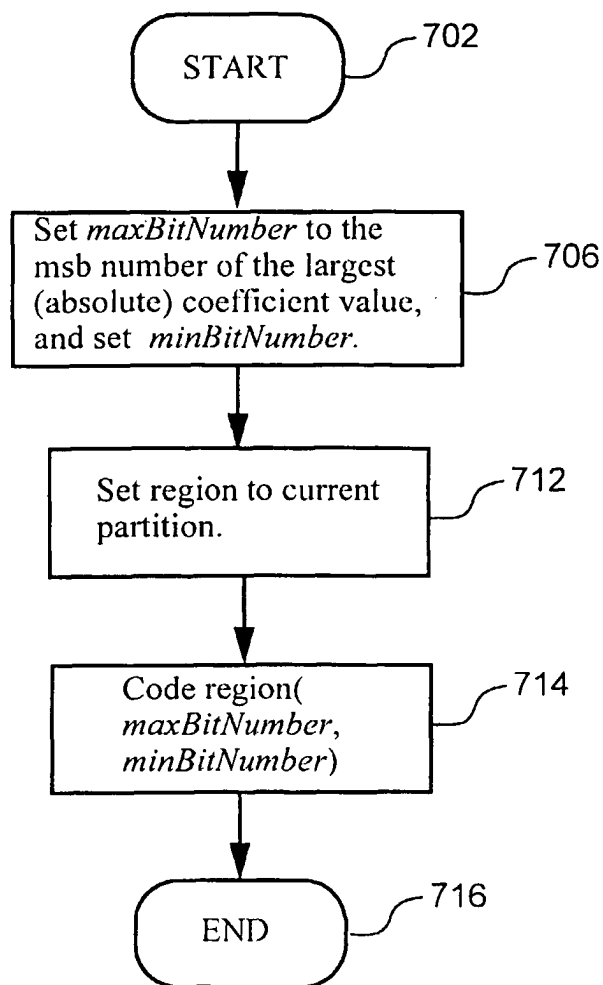 START
702
Set maxBitNumber to the
msb number of the largest
(absolute) coefficient value,
and set minBitNumber.
706
Set region to current
partition.
712
Code region(
maxBitNumber,
minBitNumber)
714
END
716